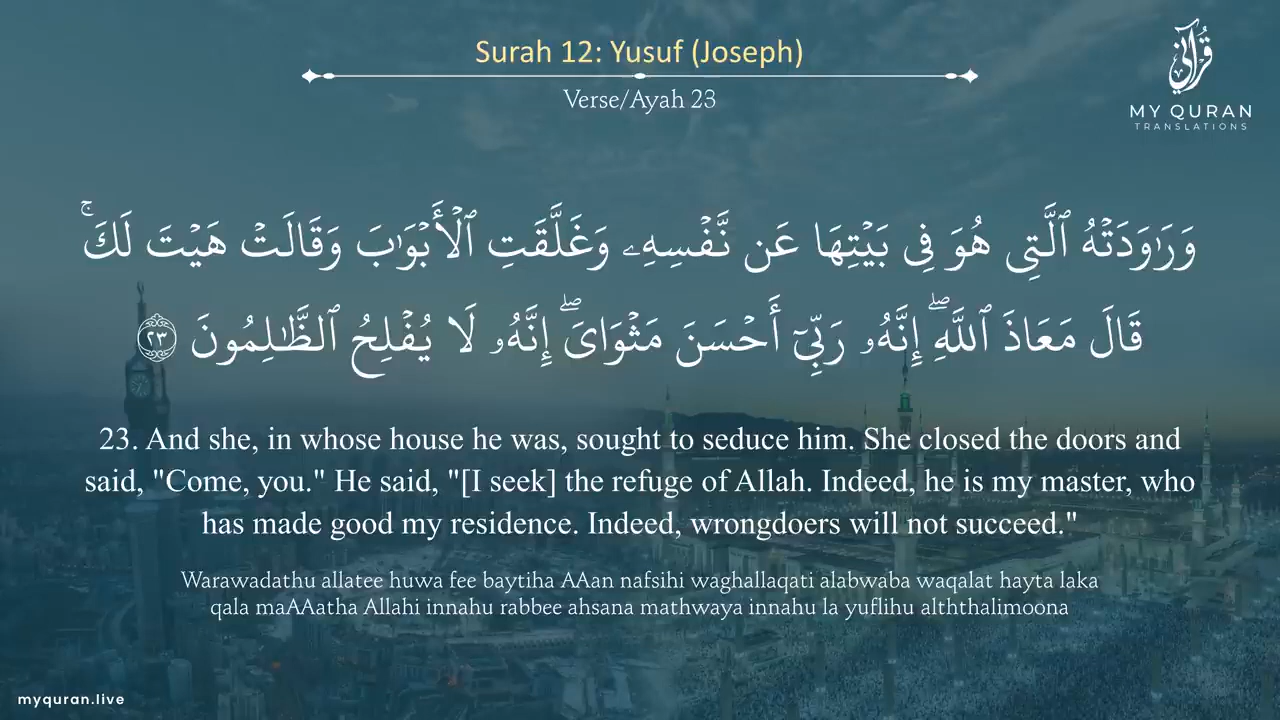 Surah 12: Yusuf (Joseph)
Verse/Ayah 23
قرآني
MY QURAN
TRANSLATIONS
وَرَٰوَدَتْهُ ٱلَّتِى هُوَ فِى بَيْتِهَا عَن نَّفْسِهِۦ وَغَلَّقَتِ ٱلْأَبْوَٰبَ وَقَالَتْ هَيْتَ لَكَ ۚ
قَالَ مَعَاذَ ٱللَّهِ ۖ إِنَّهُۥ رَبِّىٓ أَحْسَنَ مَثْوَاىَ ۖ إِنَّهُۥ لَا يُفْلِحُ ٱلظَّٰلِمُونَ ٢٣
23. And she, in whose house he was, sought to seduce him. She closed the doors and
said, "Come, you." He said, "[I seek] the refuge of Allah. Indeed, he is my master, who
has made good my residence. Indeed, wrongdoers will not succeed."
Warawadathu allatee huwa fee baytiha AAan nafsihi waghallaqati alabwaba waqalat hayta laka
qala maAAatha Allahi innahu rabbee ahsana mathwaya innahu la yuflihu alththalimoona
myquran.live